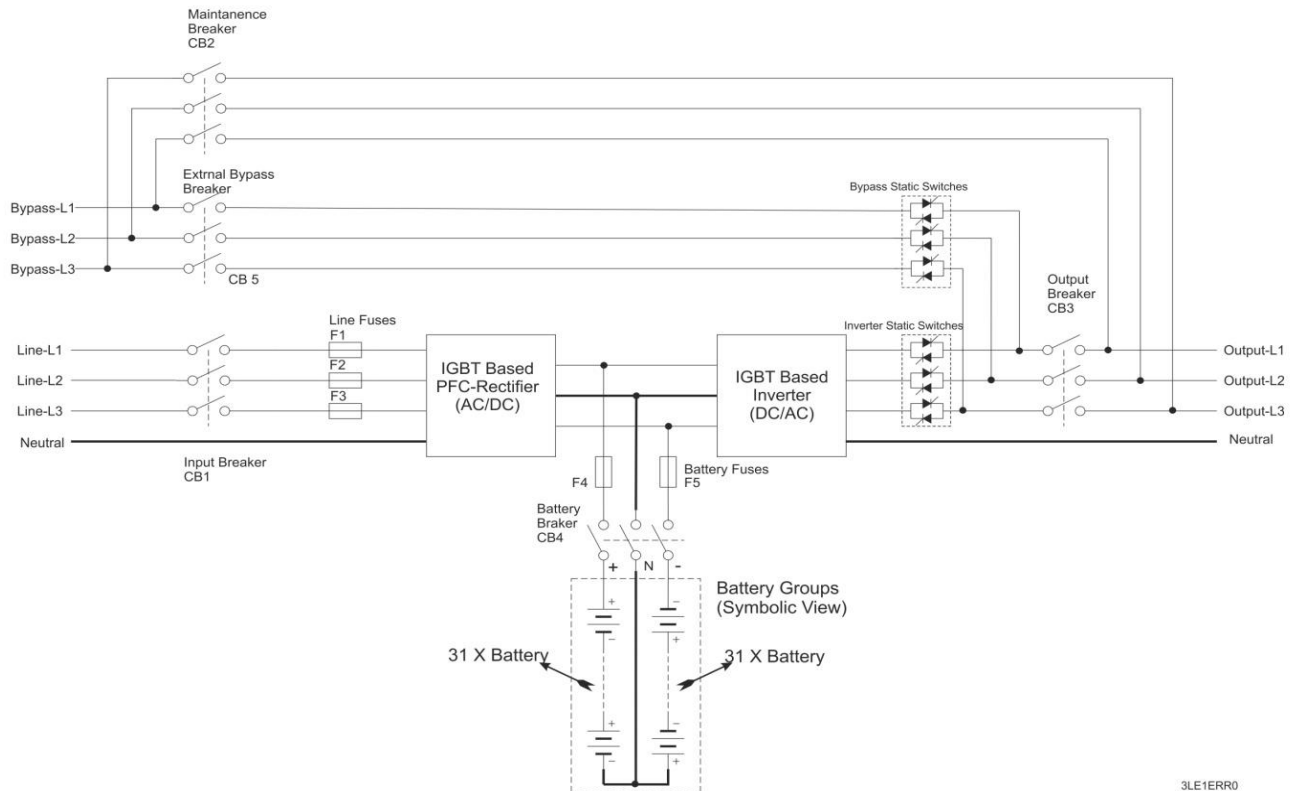 Maintanence
Breaker
CB2
Extrnal Bypass
Breaker
Bypass Static Switches
Bypass-L1
Bypass-L2
Bypass-L3
CB 5
Output
Breaker
CB3
Line Fuses
Inverter Static Switches
F1
Line-L1
Output-L1
F2
Line-L2
Output-L2
F3
Line-L3
Output-L3
IGBT Based
PFC-Rectifier
(AC/DC)
IGBT Based
Inverter
(DC/AC)
Neutral
Neutral
Input Breaker
CB1
F4
F5
Battery Fuses
Battery
Braker
CB4
+
N
-
Battery Groups
(Symbolic View)
+
−
−
+
31 X Battery
31 X Battery
+
−
−
+
3LE1ERR0